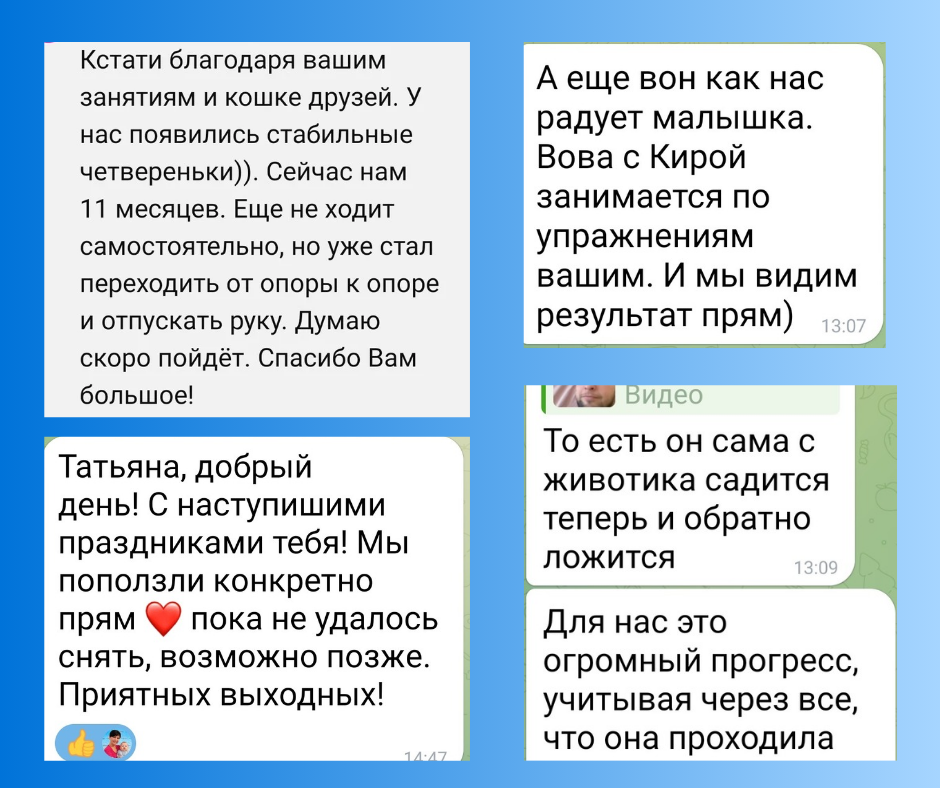 Кстати благодаря вашим
занятиям и кошке друзей. У
нас появились стабильные
четвереньки)). Сейчас нам
11 месяцев. Еще не ходит
самостоятельно, но уже стал
переходить от опоры к опоре
и отпускать руку. Думаю
скоро пойдёт. Спасибо Вам
большое!
Татьяна, добрый
день! С наступишими
праздниками тебя! Мы
поползли конкретно
прям ❤️ пока не удалось
снять, возможно позже.
Приятных выходных!
14:47
А еще вон как нас
радует малышка.
Вова с Кирой
занимается по
упражнениям
вашим. И мы видим
результат прям)
13:07
Видео
То есть он сама с
животика садится
теперь и обратно
ложится
13:09
Для нас это
огромный прогресс,
учитывая через все,
что она проходила